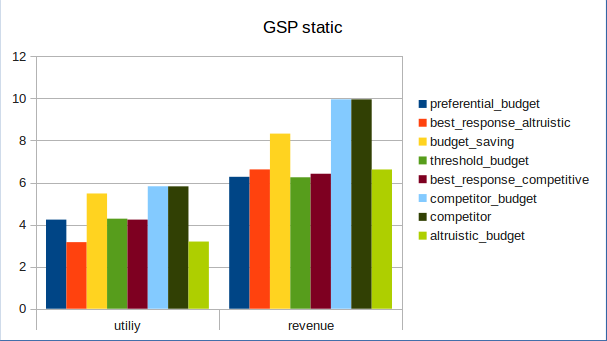 GSP static
12
10
8
6
4
2
0
utiliy
revenue
preferential_budget
best_response_altruistic
budget_saving
threshold_budget
best_response_competitive
competitor_budget
competitor
altruistic_budget